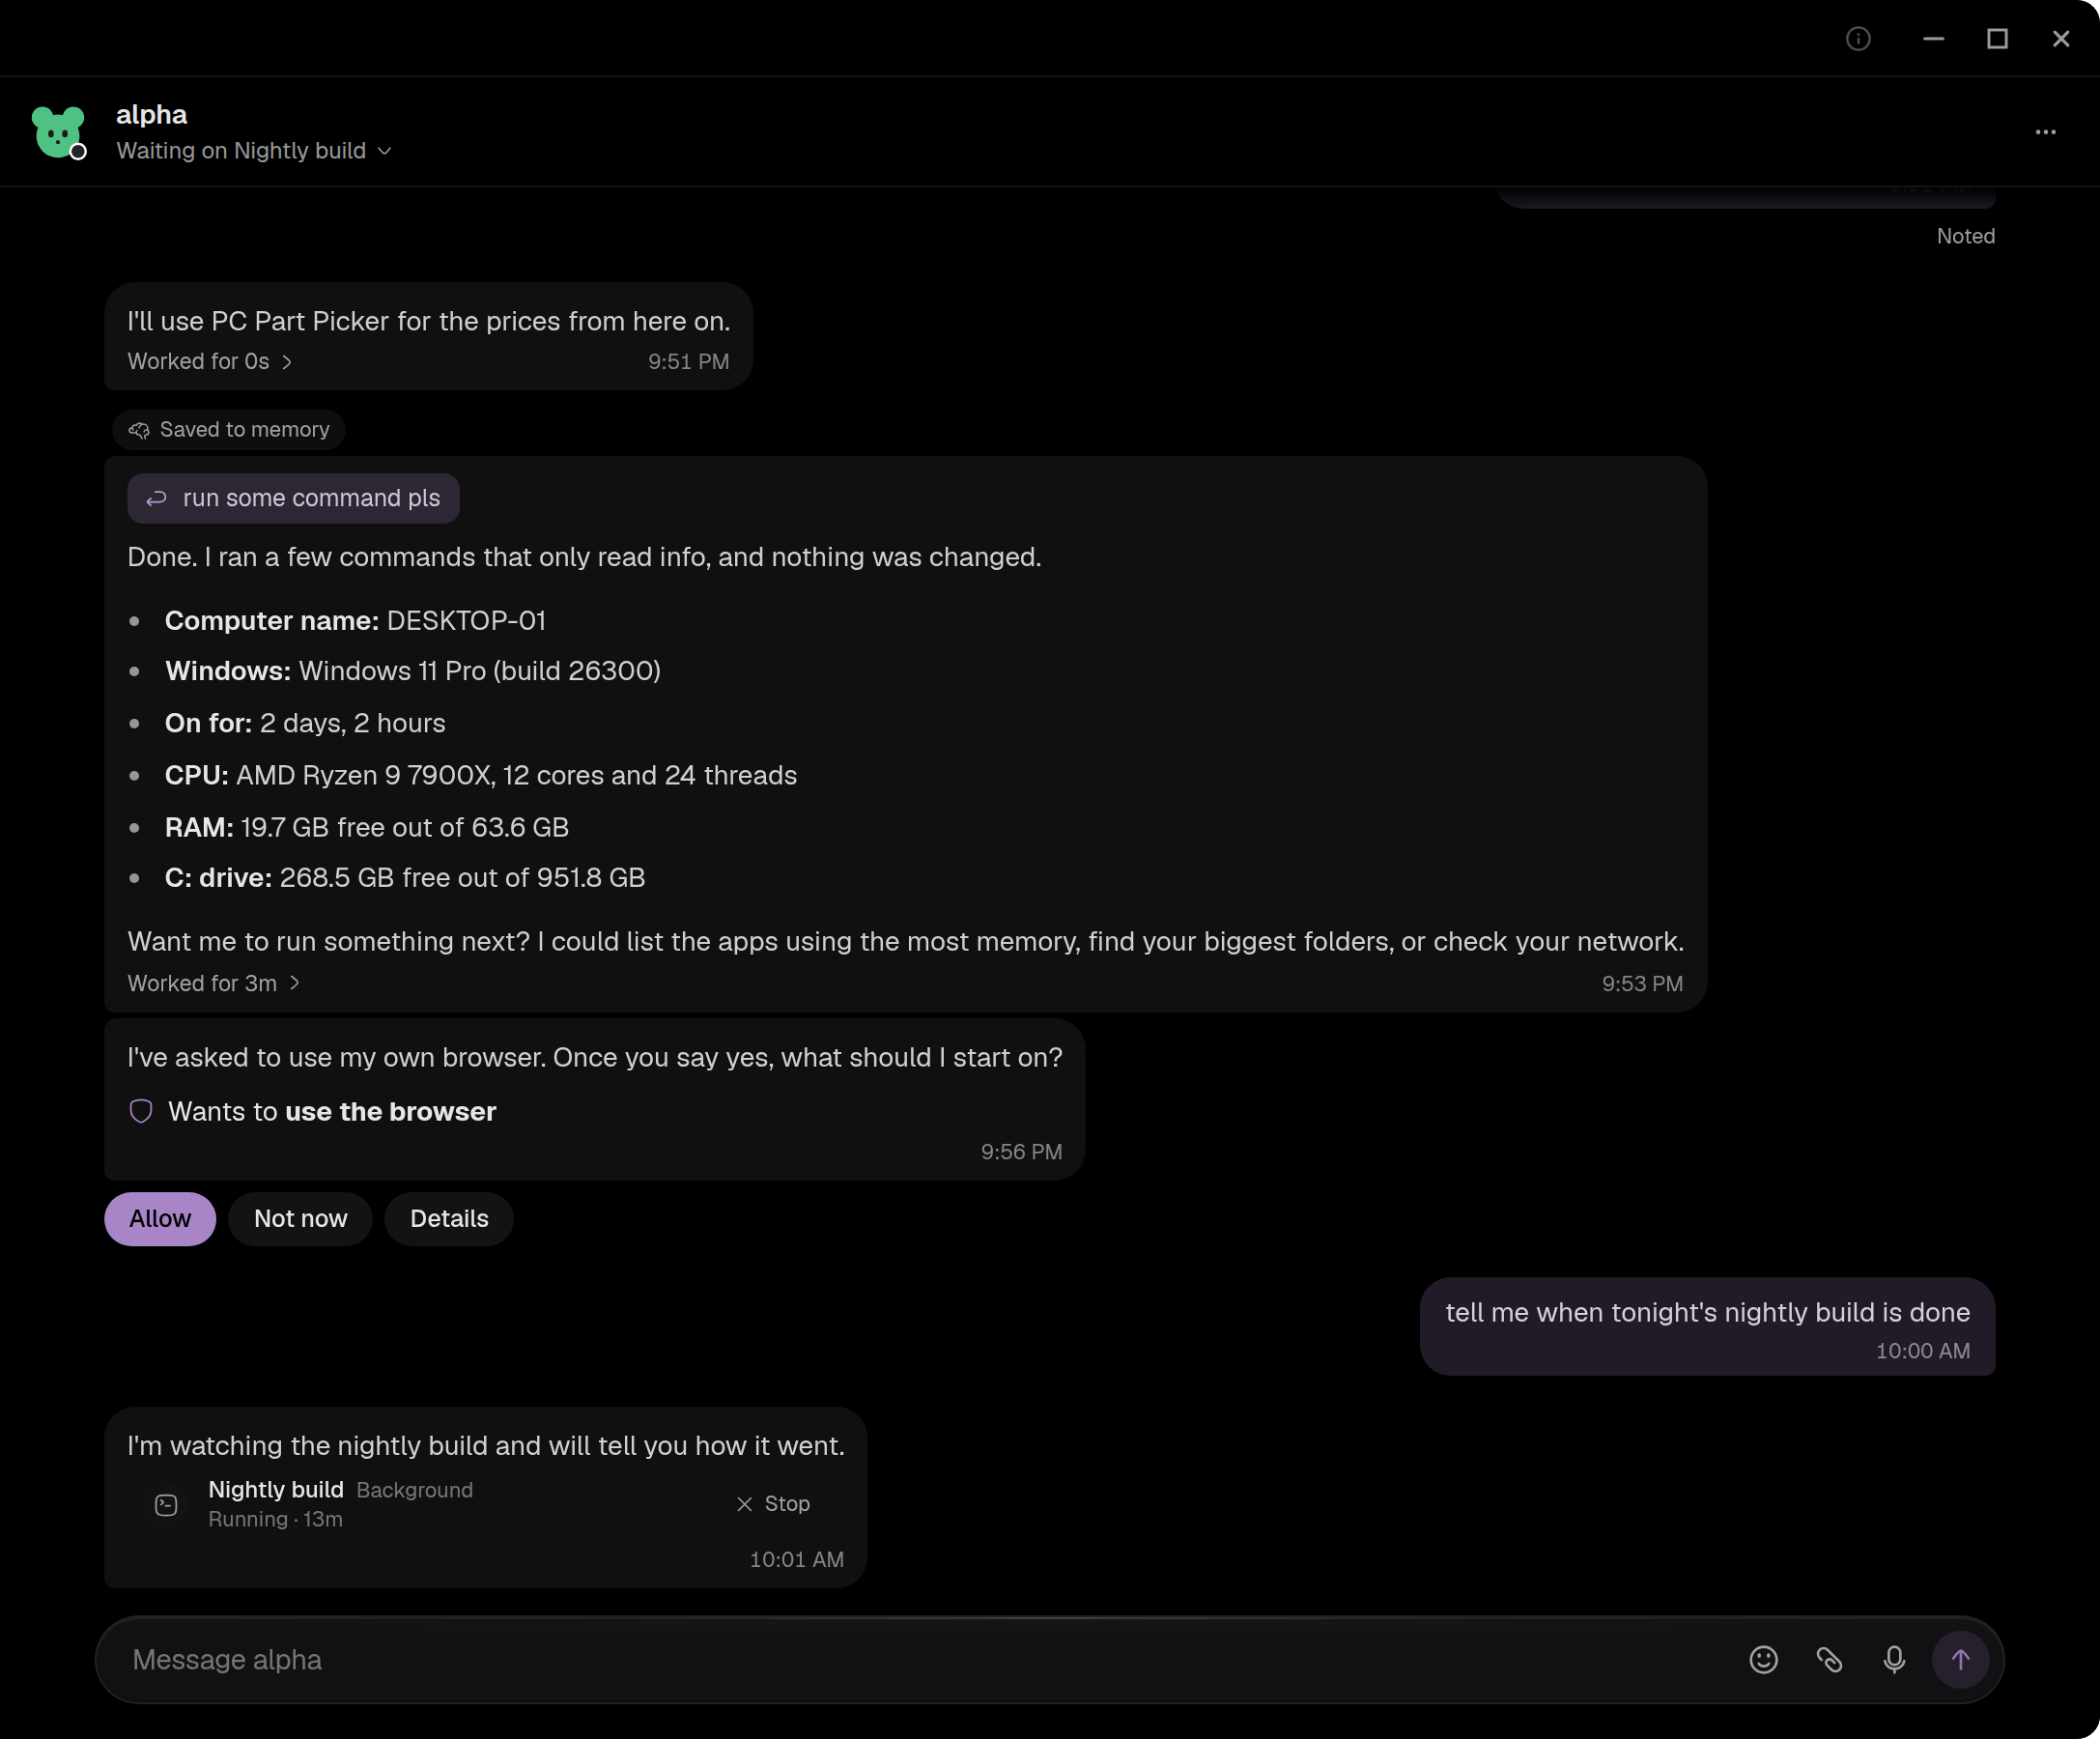 alpha
Waiting on Nightly build
Noted
I'll use PC Part Picker for the prices from here on.
Worked for 0s
9:51 PM
Saved to memory
run some command pls
Done. I ran a few commands that only read info, and nothing was changed.
• Computer name: DESKTOP-01
• Windows: Windows 11 Pro (build 26300)
• On for: 2 days, 2 hours
• CPU: AMD Ryzen 9 7900X, 12 cores and 24 threads
• RAM: 19.7 GB free out of 63.6 GB
• C: drive: 268.5 GB free out of 951.8 GB
Want me to run something next? I could list the apps using the most memory, find your biggest folders, or check your network.
Worked for 3m
9:53 PM
I've asked to use my own browser. Once you say yes, what should I start on?
Wants to use the browser
9:56 PM
Allow Not now Details
tell me when tonight's nightly build is done
10:00 AM
I'm watching the nightly build and will tell you how it went.
Nightly build Background
Running · 13m
Stop
10:01 AM
Message alpha